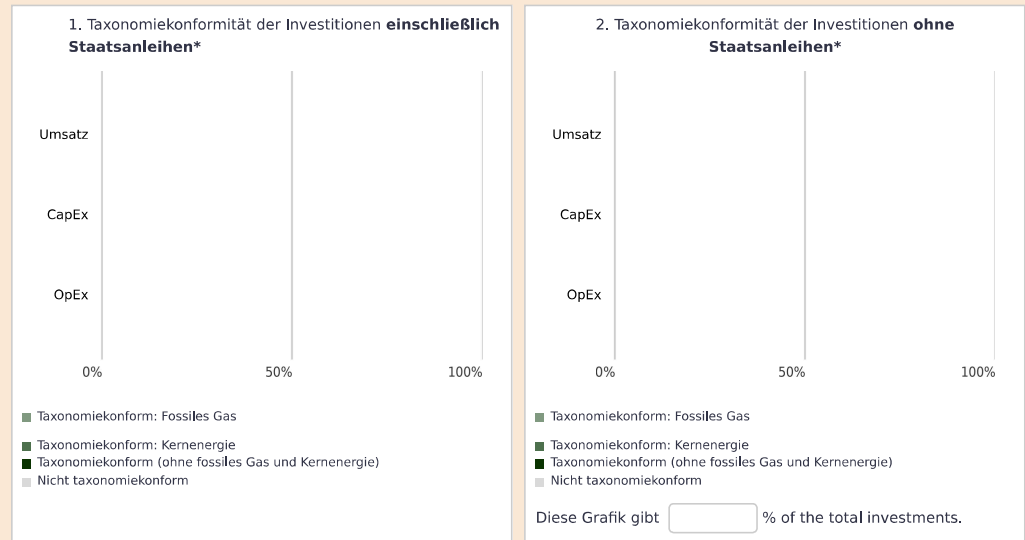 1. Taxonomiekonformität der Investitionen einschließlich
Staatsanleihen*
Umsatz
CapEx
OpEx
0% 50% 100%
Taxonomiekonform: Fossiles Gas
Taxonomiekonform: Kernenergie
Taxonomiekonform (ohne fossiles Gas und Kernenergie)
Nicht taxonomiekonform
2. Taxonomiekonformität der Investitionen ohne
Staatsanleihen*
Umsatz
CapEx
OpEx
0% 50% 100%
Taxonomiekonform: Fossiles Gas
Taxonomiekonform: Kernenergie
Taxonomiekonform (ohne fossiles Gas und Kernenergie)
Nicht taxonomiekonform
Diese Grafik gibt % of the total investments.